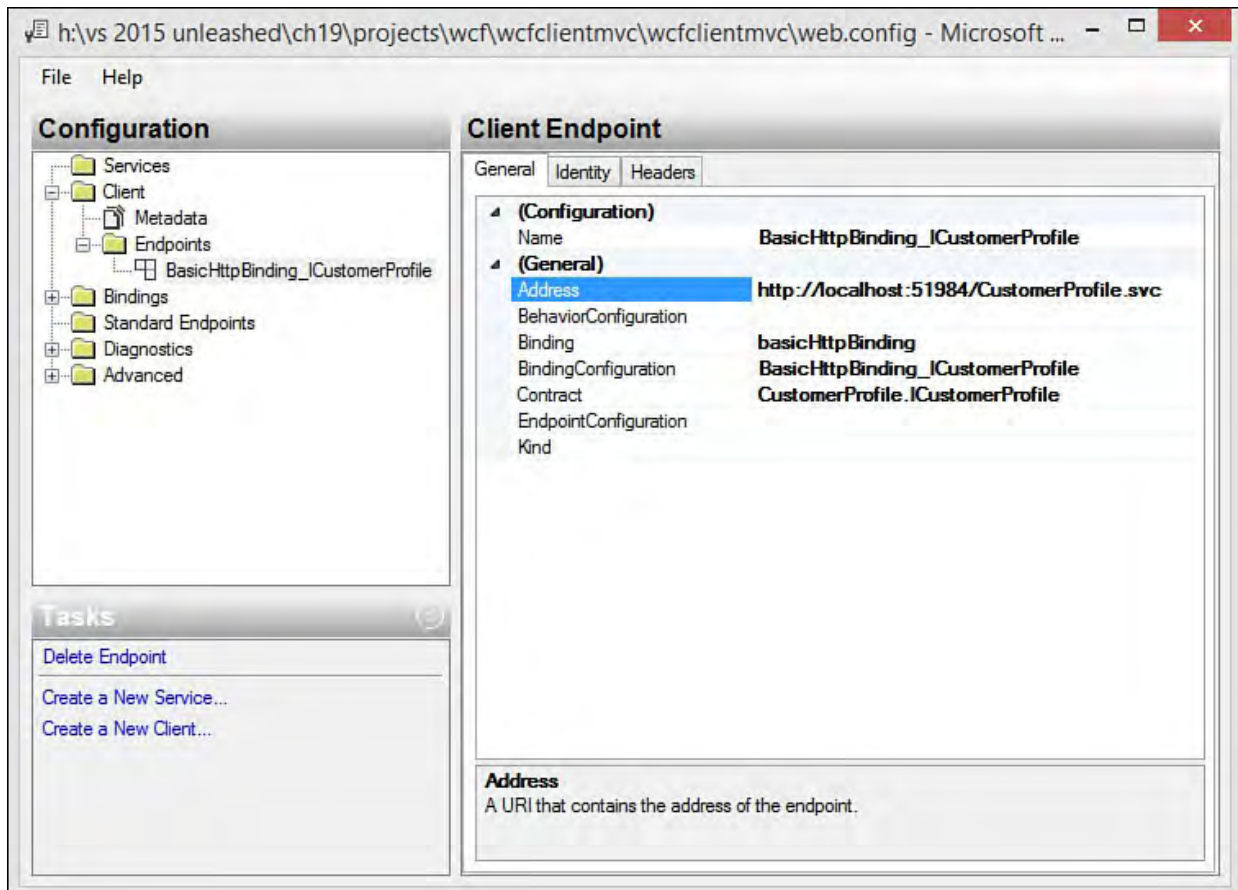 h:\vs 2015 unleashed\ch19\projects\wcf\wcfclientmvc\wcfclientmvc\web.config - Microsoft ...
File Help
Configuration
Services
Client
Metadata
Endpoints
BasicHttpBinding_ICustomerProfile
Bindings
Standard Endpoints
Diagnostics
Advanced
Tasks
Delete Endpoint
Create a New Service...
Create a New Client...
Client Endpoint
General Identity Headers
(Configuration)
Name BasicHttpBinding_ICustomerProfile
(General)
Address http://localhost:51984/CustomerProfile.svc
BehaviorConfiguration
Binding basicHttpBinding
BindingConfiguration BasicHttpBinding_ICustomerProfile
Contract CustomerProfile.ICustomerProfile
EndpointConfiguration
Kind
Address
A URI that contains the address of the endpoint.